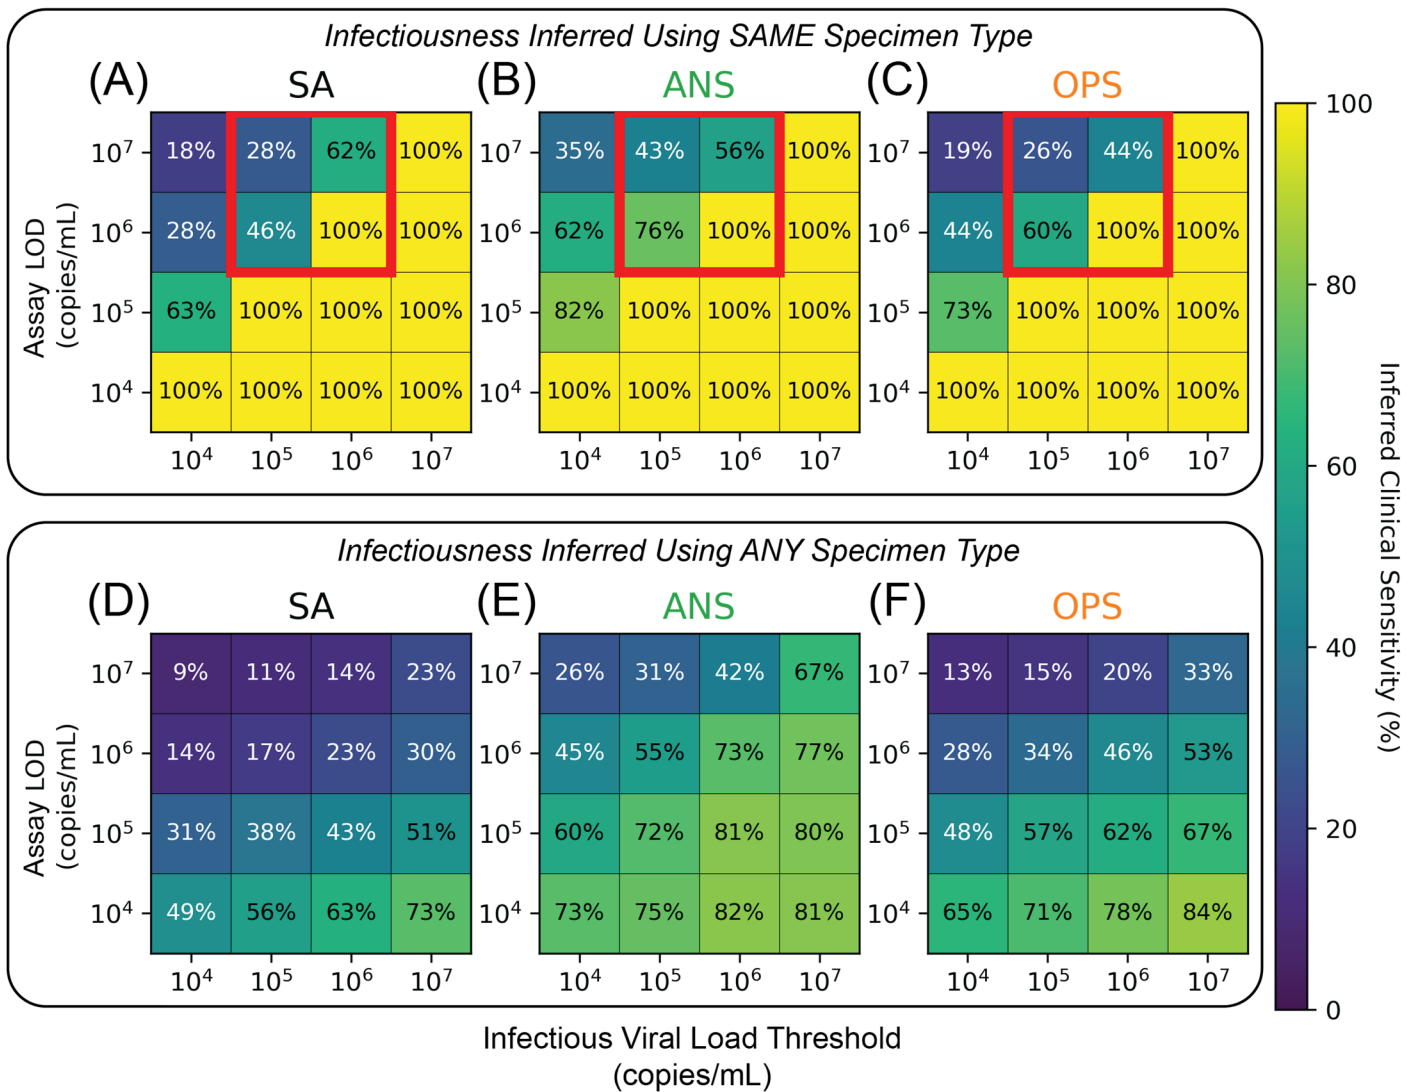 Infectiousness Inferred Using SAME Specimen Type
(A) SA (B) ANS (C) OPS
10⁷ 18% 28% 62% 100% 10⁷ 35% 43% 56% 100% 10⁷ 19% 26% 44% 100%
10⁶ 28% 46% 100% 100% 10⁶ 62% 76% 100% 100% 10⁶ 44% 60% 100% 100%
10⁵ 63% 100% 100% 100% 10⁵ 82% 100% 100% 100% 10⁵ 73% 100% 100% 100%
10⁴ 100% 100% 100% 100% 10⁴ 100% 100% 100% 100% 10⁴ 100% 100% 100% 100%
10⁴ 10⁵ 10⁶ 10⁷ 10⁴ 10⁵ 10⁶ 10⁷ 10⁴ 10⁵ 10⁶ 10⁷
Assay LOD
(copies/mL)
Infectiousness Inferred Using ANY Specimen Type
(D) SA (E) ANS (F) OPS
10⁷ 9% 11% 14% 23% 10⁷ 26% 31% 42% 67% 10⁷ 13% 15% 20% 33%
10⁶ 14% 17% 23% 30% 10⁶ 45% 55% 73% 77% 10⁶ 28% 34% 46% 53%
10⁵ 31% 38% 43% 51% 10⁵ 60% 72% 81% 80% 10⁵ 48% 57% 62% 67%
10⁴ 49% 56% 63% 73% 10⁴ 73% 75% 82% 81% 10⁴ 65% 71% 78% 84%
10⁴ 10⁵ 10⁶ 10⁷ 10⁴ 10⁵ 10⁶ 10⁷ 10⁴ 10⁵ 10⁶ 10⁷
Assay LOD
(copies/mL)
Infectious Viral Load Threshold
(copies/mL)
100
80
60
40
20
0
Inferred Clinical Sensitivity (%)